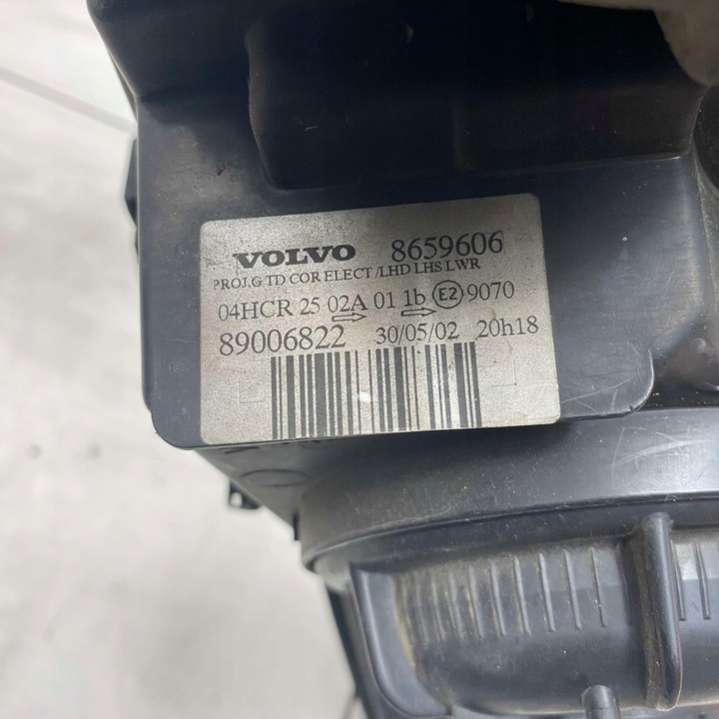 VOLVO 8659606
PROJ.G TD COR ELECT /LHD LHS LWR
04HCR 25 02A 01 1b E2 9070
89006822 30/05/02 20h18